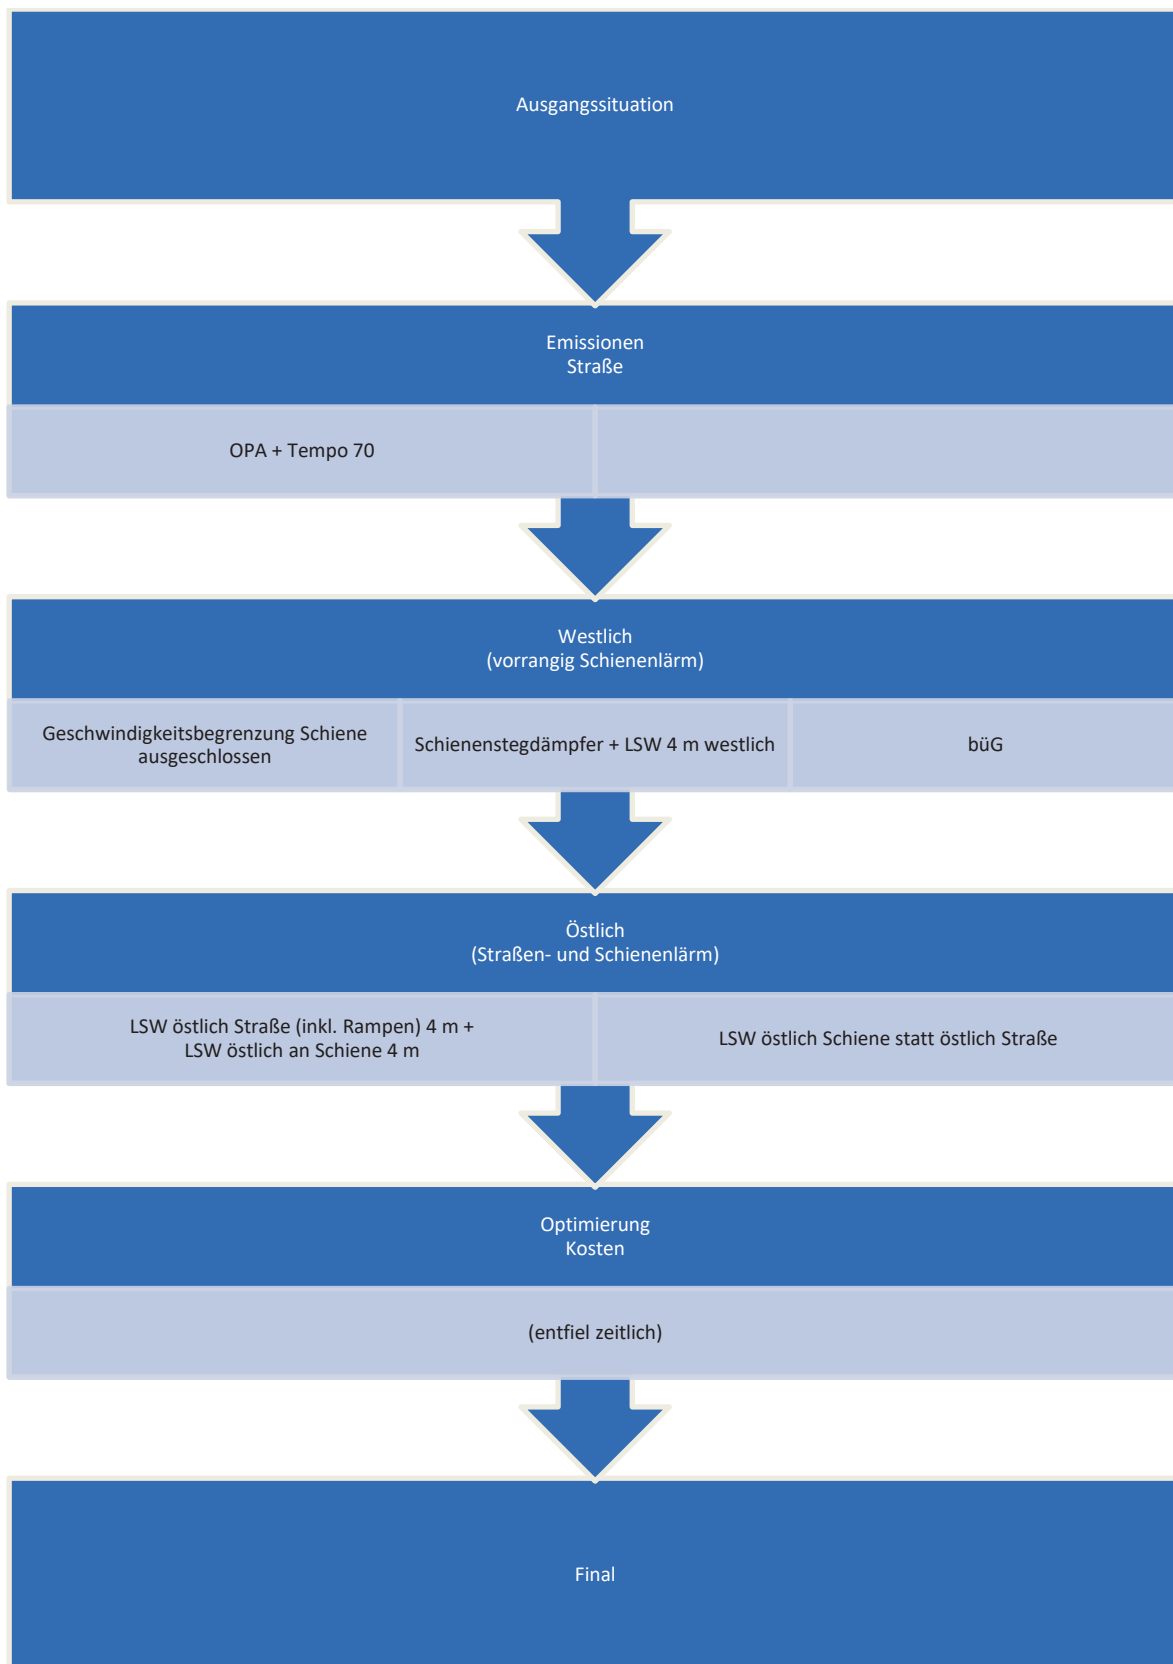 Ausgangssituation
Emissionen
Straße
OPA + Tempo 70
Westlich
(vorrangig Schienenlärm)
Geschwindigkeitsbegrenzung Schiene
ausgeschlossen
Schienenstegdämpfer + LSW 4 m westlich
büG
Östlich
(Straßen- und Schienenlärm)
LSW östlich Straße (inkl. Rampen) 4 m +
LSW östlich an Schiene 4 m
LSW östlich Schiene statt östlich Straße
Optimierung
Kosten
(entfiel zeitlich)
Final